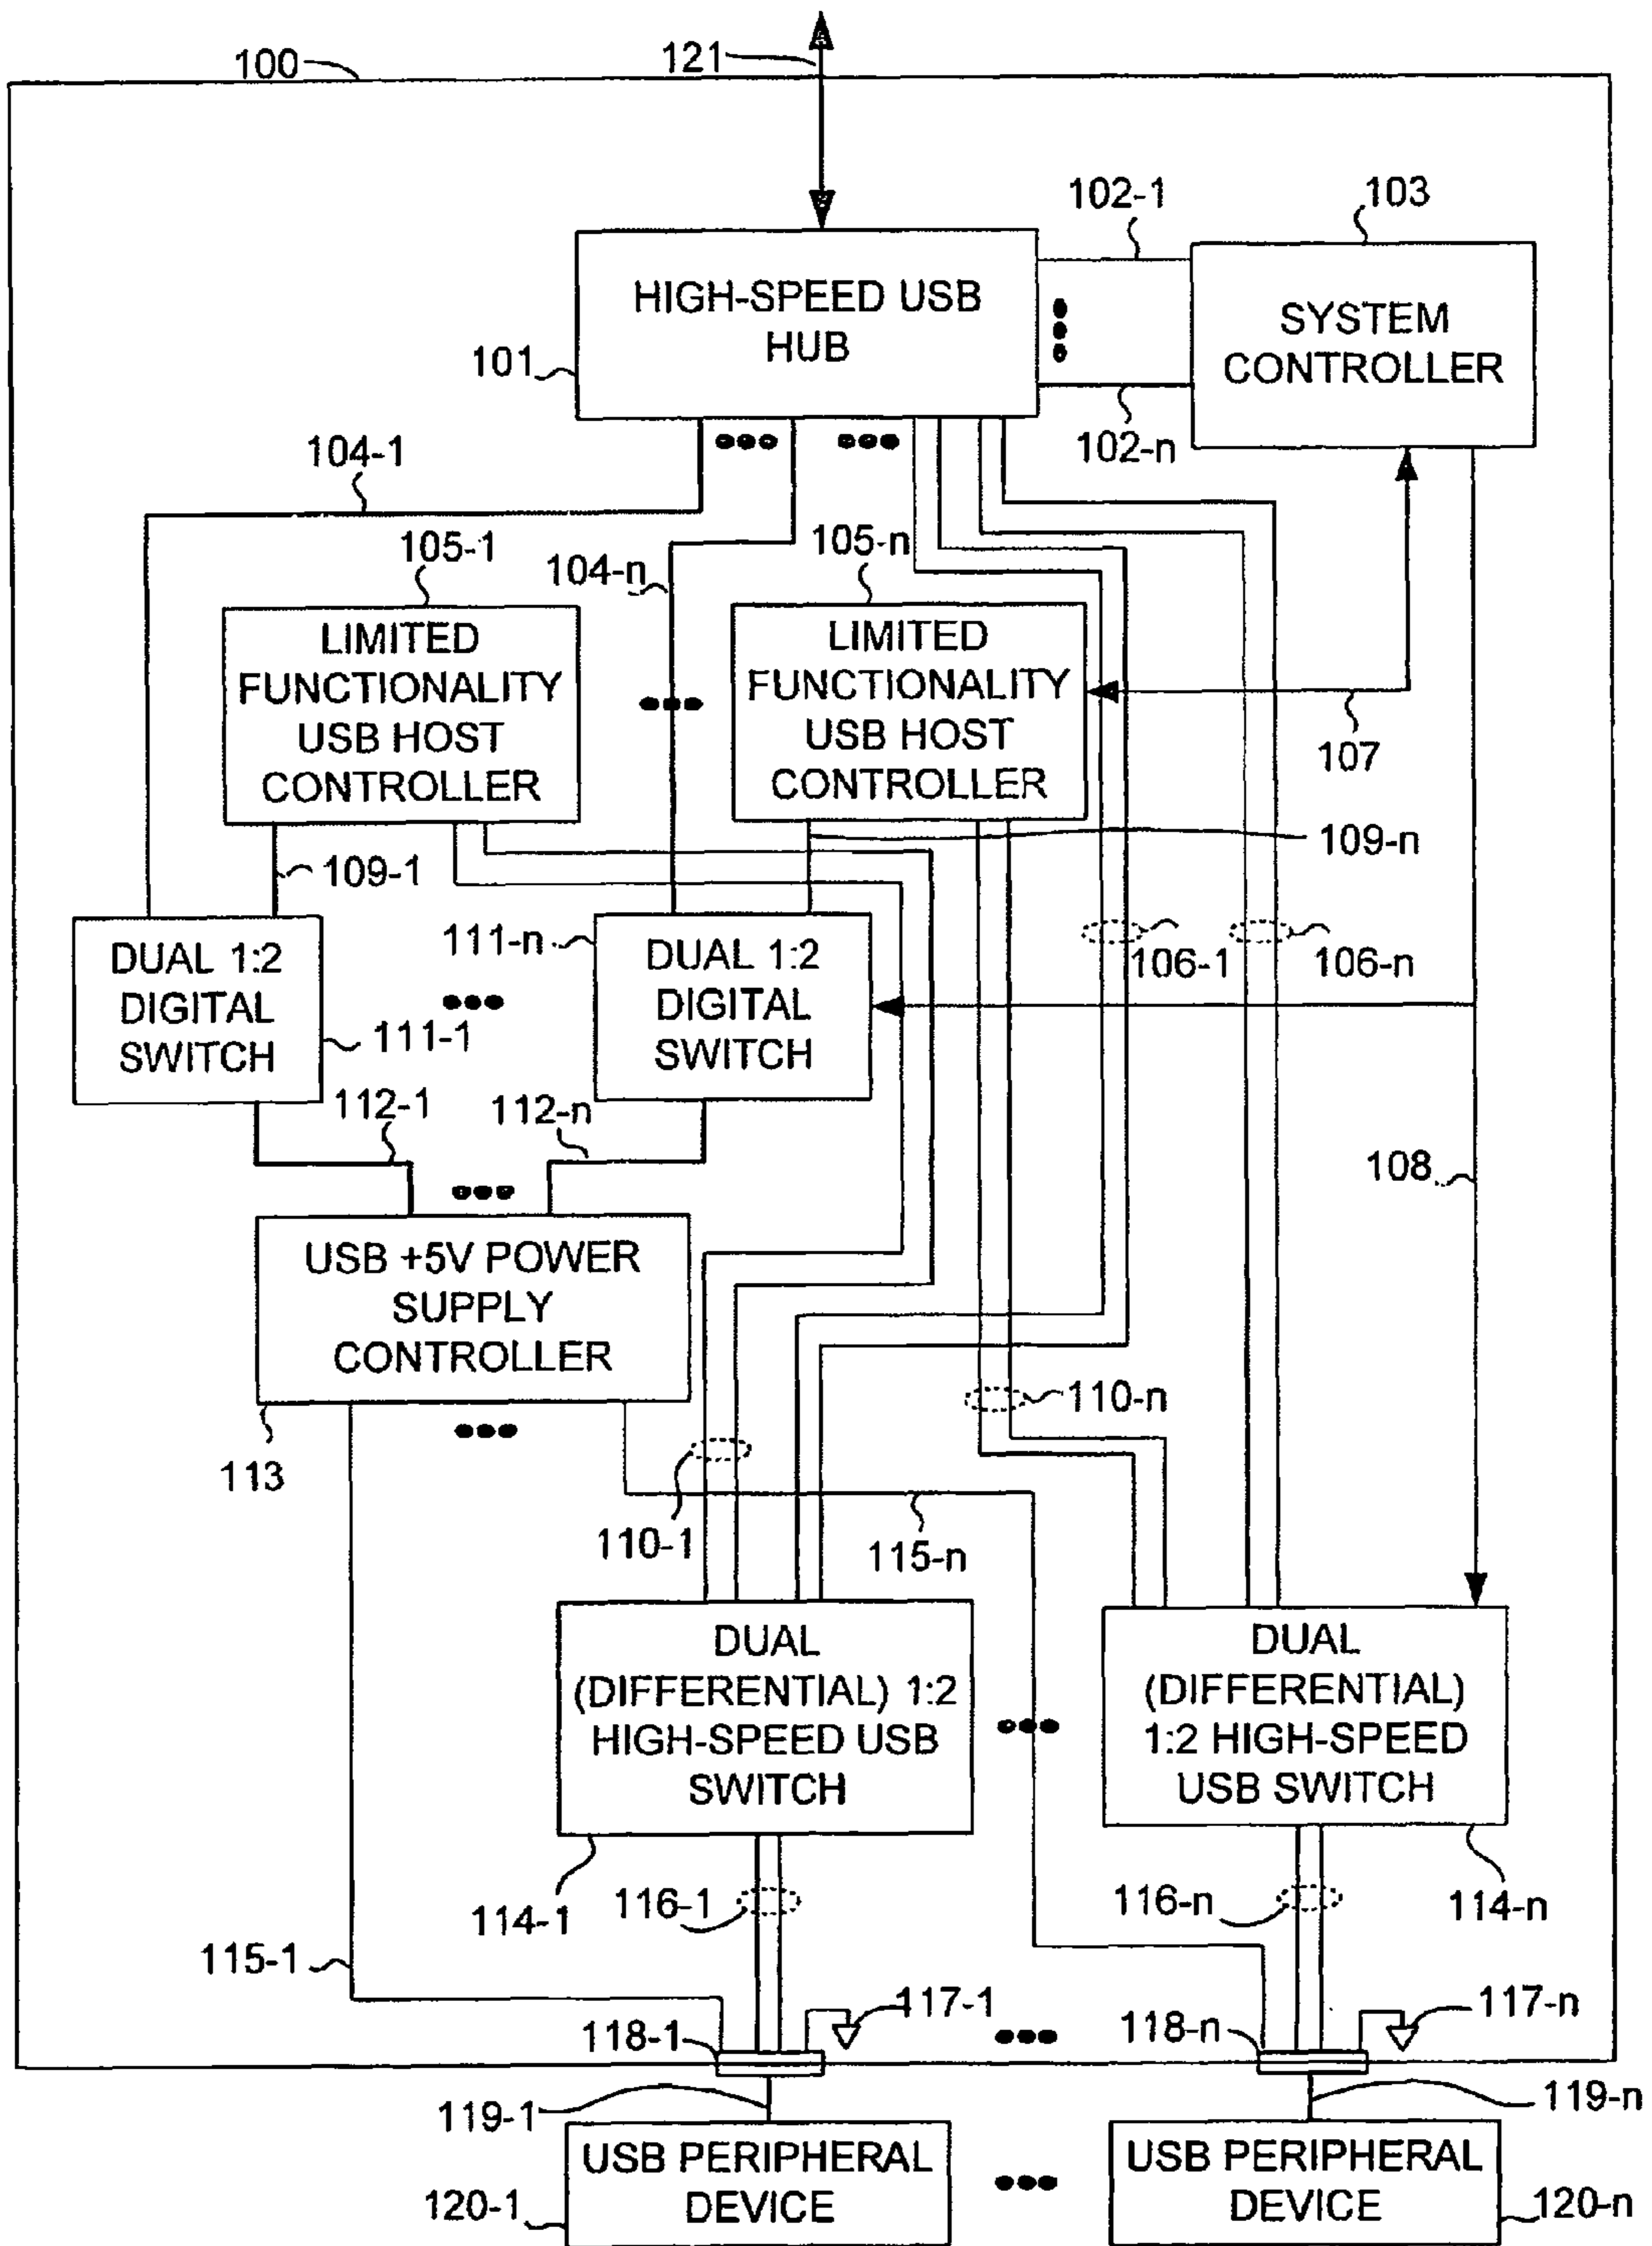 100
121
102-1
103
HIGH-SPEED USB
HUB
SYSTEM
CONTROLLER
101
102-n
104-1
105-1
104-n
105-n
LIMITED
FUNCTIONALITY
USB HOST
CONTROLLER
LIMITED
FUNCTIONALITY
USB HOST
CONTROLLER
107
109-1
109-n
111-n
106-1
106-n
DUAL 1:2
DIGITAL
SWITCH
111-1
DUAL 1:2
DIGITAL
SWITCH
112-1
112-n
108
USB +5V POWER
SUPPLY
CONTROLLER
113
110-n
110-1
115-n
DUAL
(DIFFERENTIAL) 1:2
HIGH-SPEED USB
SWITCH
DUAL
(DIFFERENTIAL)
1:2 HIGH-SPEED
USB SWITCH
114-1
116-1
116-n
114-n
115-1
118-1
117-1
118-n
117-n
119-1
119-n
USB PERIPHERAL
DEVICE
USB PERIPHERAL
DEVICE
120-1
120-n